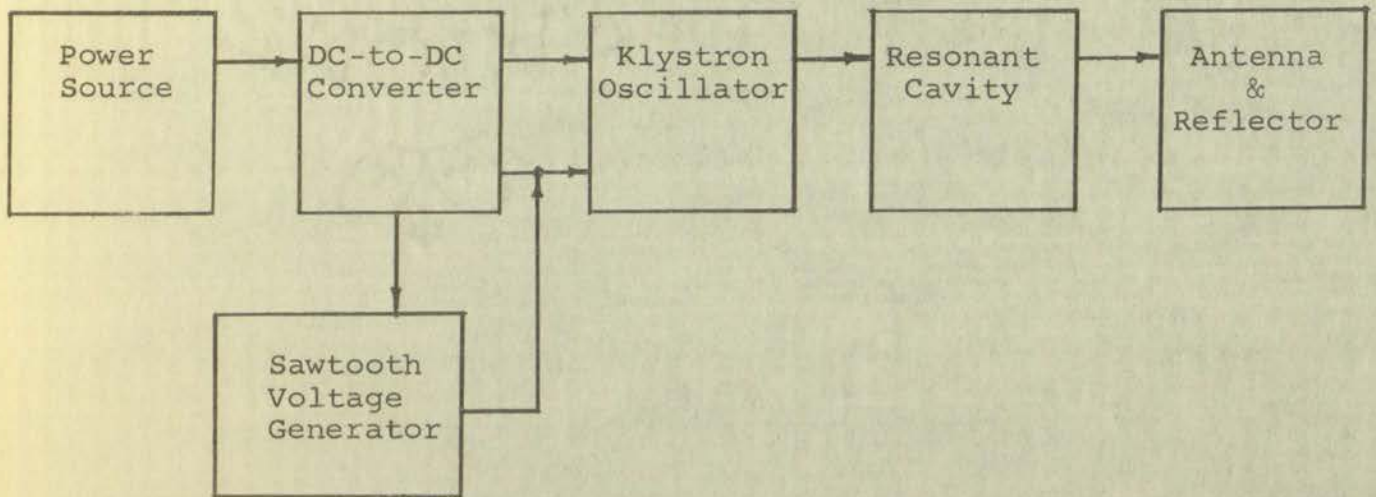 Power
Source
DC-to-DC
Converter
Klystron
Oscillator
Resonant
Cavity
Antenna
&
Reflector
Sawtooth
Voltage
Generator